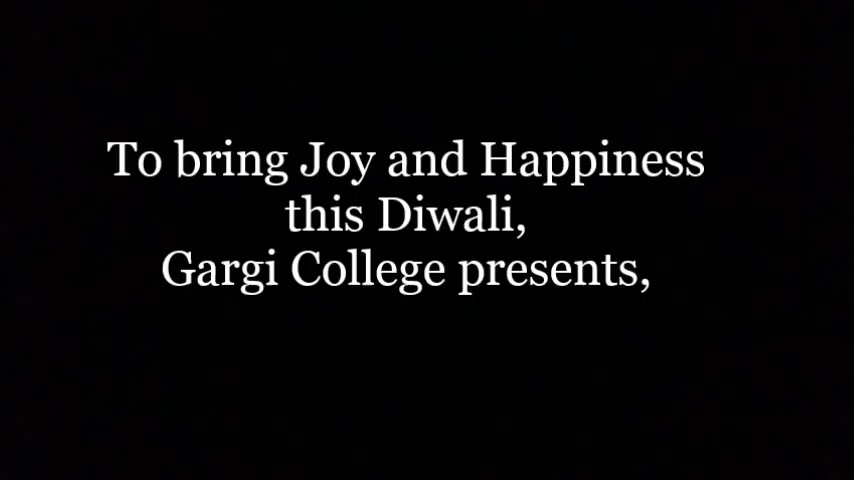 To bring Joy and Happiness
this Diwali,
Gargi College presents,